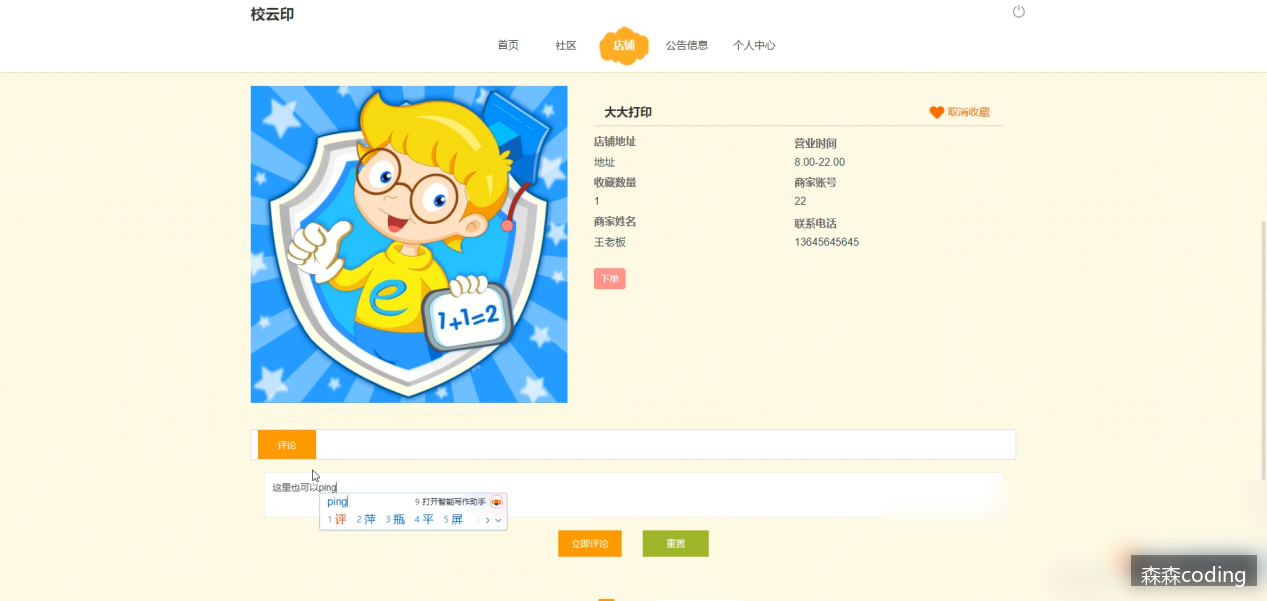 校云印
首页 社区 店铺 公告信息 个人中心
大大打印 取消收藏
店铺地址 营业时间
地址 8.00-22.00
收藏数量 商家账号
1 22
商家姓名 联系电话
王老板 13645645645
下单
e
1+1=2
评论
这里也可以ping
ping 9 打开智能写作助手
1 评 2 萍 3 瓶 4 平 5 屏
立即评论 重置
森森coding